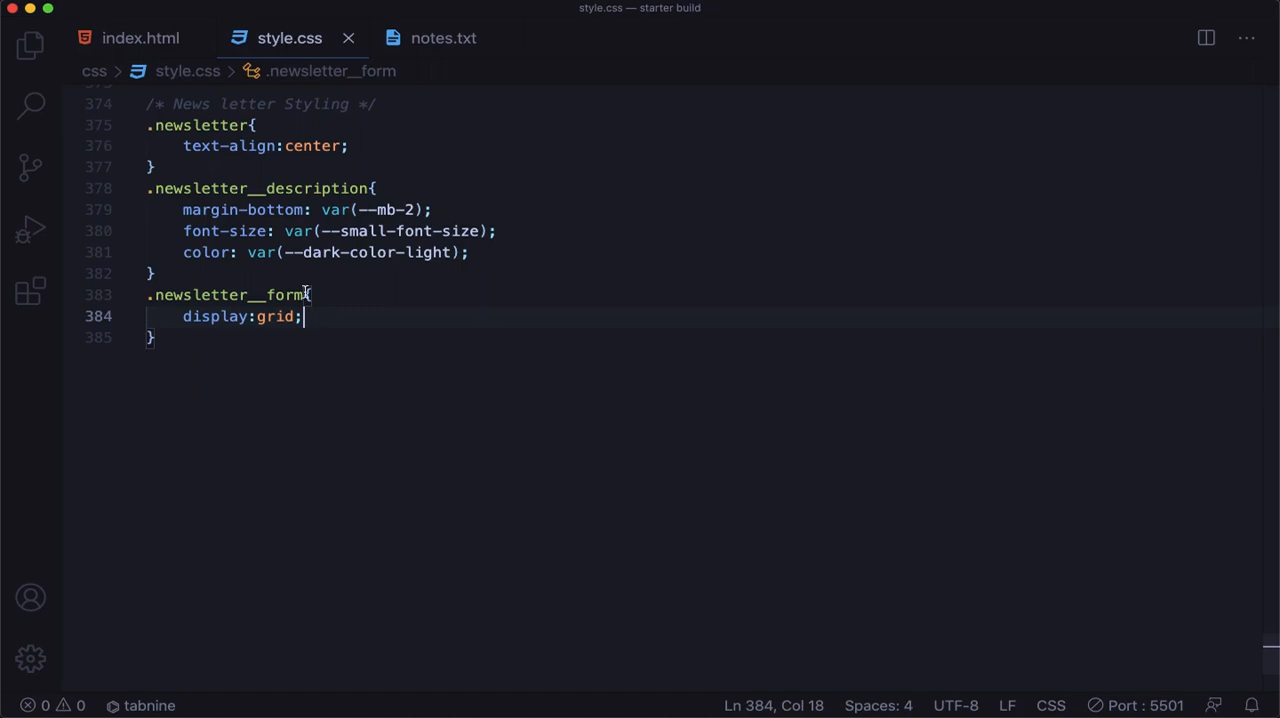 style.css — starter build
index.html
style.css
notes.txt
css > style.css > .newsletter__form
374 /* News letter Styling */
375 .newsletter{
376 text-align:center;
377 }
378 .newsletter__description{
379 margin-bottom: var(--mb-2);
380 font-size: var(--small-font-size);
381 color: var(--dark-color-light);
382 }
383 .newsletter__form{
384 display:grid;
385 }
0 0 tabnine Ln 384, Col 18 Spaces: 4 UTF-8 LF CSS Port : 5501